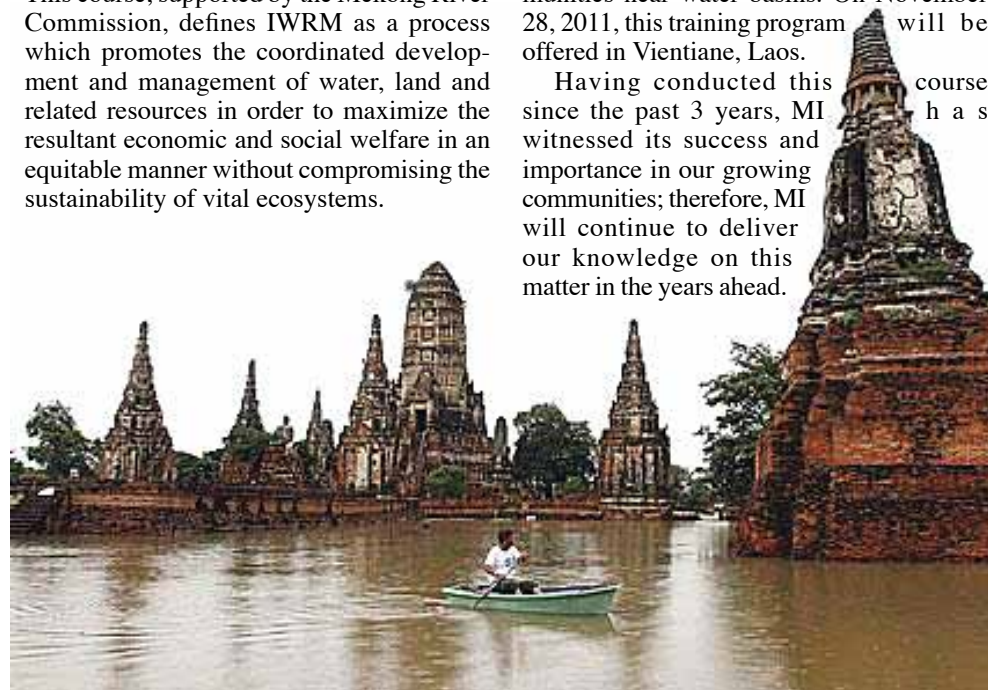 This course, supported by the Mekong River
Commission, defines IWRM as a process
which promotes the coordinated develop-
ment and management of water, land and
related resources in order to maximize the
resultant economic and social welfare in an
equitable manner without compromising the
sustainability of vital ecosystems.
munities near water basins. On November
28, 2011, this training program will be
offered in Vientiane, Laos.
Having conducted this course
since the past 3 years, MI has
witnessed its success and
importance in our growing
communities; therefore, MI
will continue to deliver
our knowledge on this
matter in the years ahead.